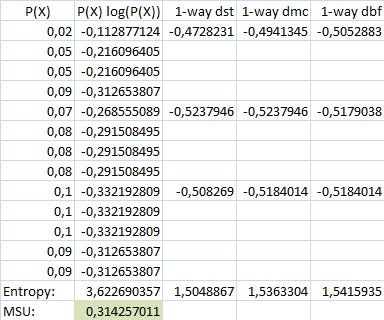 P(X) P(X) log(P(X)) 1-way dst 1-way dmc 1-way dbf
0,02 -0,112877124 -0,4728231 -0,4941345 -0,5052883
0,05 -0,216096405
0,05 -0,216096405
0,09 -0,312653807
0,07 -0,268555089 -0,5237946 -0,5237946 -0,5179038
0,08 -0,291508495
0,08 -0,291508495
0,08 -0,291508495
0,1 -0,332192809 -0,508269 -0,5184014 -0,5184014
0,1 -0,332192809
0,1 -0,332192809
0,09 -0,312653807
0,09 -0,312653807
Entropy: 3,622690357 1,5048867 1,5363304 1,5415935
MSU: 0,314257011